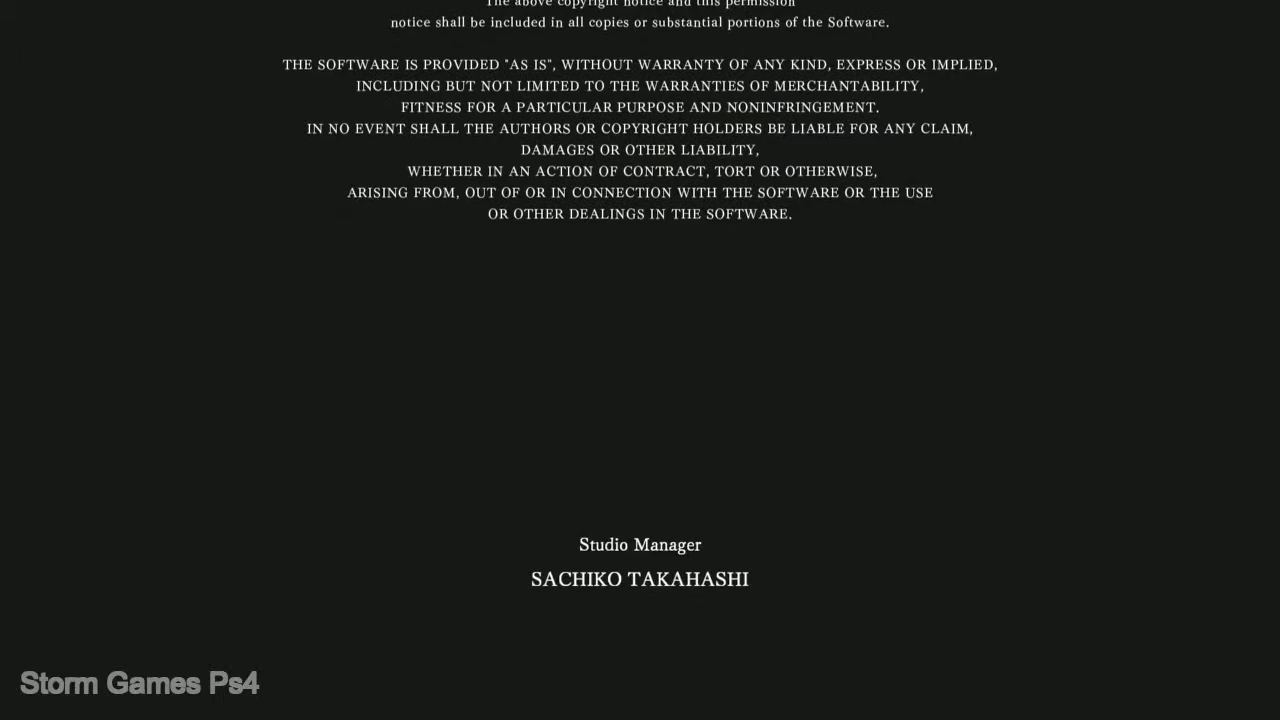 The above copyright notice and this permission
notice shall be included in all copies or substantial portions of the Software.
THE SOFTWARE IS PROVIDED "AS IS", WITHOUT WARRANTY OF ANY KIND, EXPRESS OR IMPLIED,
INCLUDING BUT NOT LIMITED TO THE WARRANTIES OF MERCHANTABILITY,
FITNESS FOR A PARTICULAR PURPOSE AND NONINFRINGEMENT.
IN NO EVENT SHALL THE AUTHORS OR COPYRIGHT HOLDERS BE LIABLE FOR ANY CLAIM,
DAMAGES OR OTHER LIABILITY,
WHETHER IN AN ACTION OF CONTRACT, TORT OR OTHERWISE,
ARISING FROM, OUT OF OR IN CONNECTION WITH THE SOFTWARE OR THE USE
OR OTHER DEALINGS IN THE SOFTWARE.
Studio Manager
SACHIKO TAKAHASHI
Storm Games Ps4